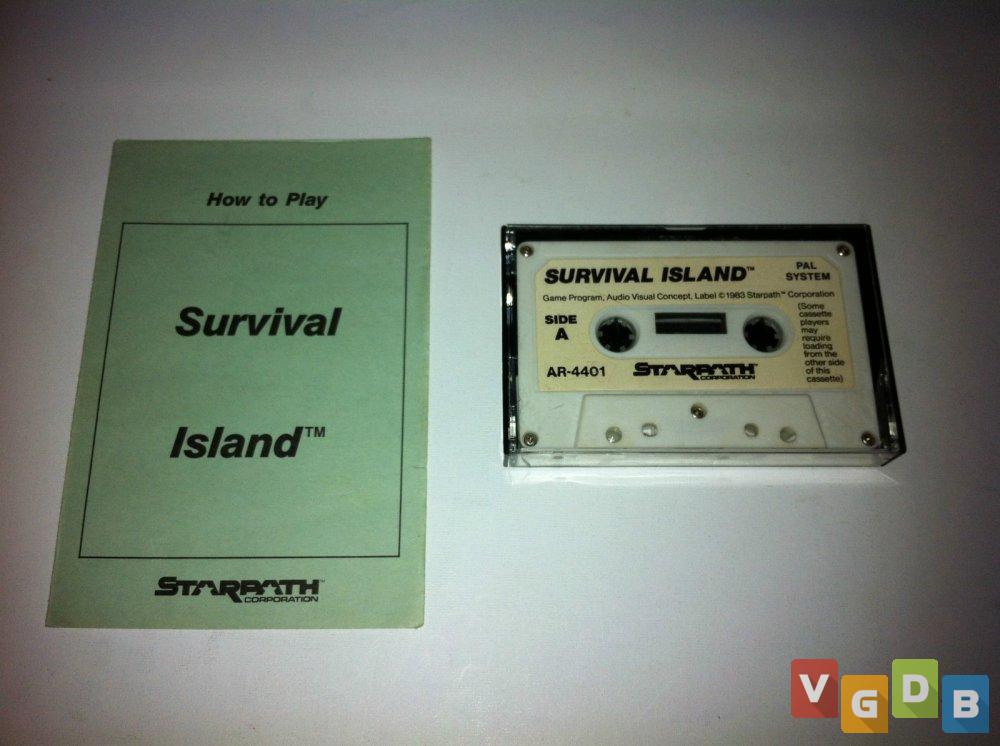 How to Play
Survival
Island™
STARPATH™
CORPORATION
SURVIVAL ISLAND™
PAL
SYSTEM
Game Program, Audio Visual Concept, Label ©1983 Starpath™ Corporation
SIDE
A
(Some
cassette
players
may
require
loading
from the
other side
of this
cassette)
AR-4401
STARPATH™
CORPORATION
VGDB